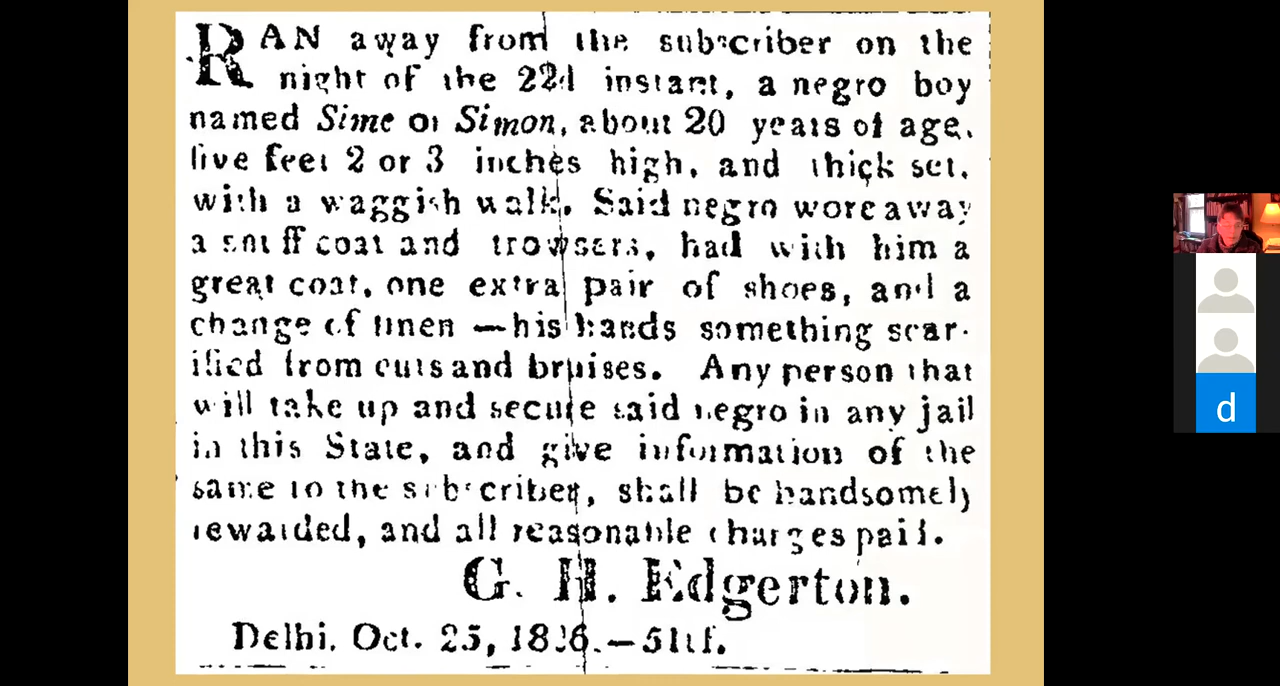 RAN away from the subscriber on the
night of the 22d instant, a negro boy
named Sime or Simon, about 20 years of age,
five feet 2 or 3 inches high, and thick set,
with a waggish walk. Said negro wore away
a snuff coat and trowsers, had with him a
great coat, one extra pair of shoes, and a
change of linen —his hands something scar-
ified from cuts and bruises. Any person that
will take up and secure said negro in any jail
in this State, and give information of the
same to the subscriber, shall be handsomely
rewarded, and all reasonable charges paid.
G. H. Edgerton.
Delhi, Oct. 25, 1826.—51tf.
d